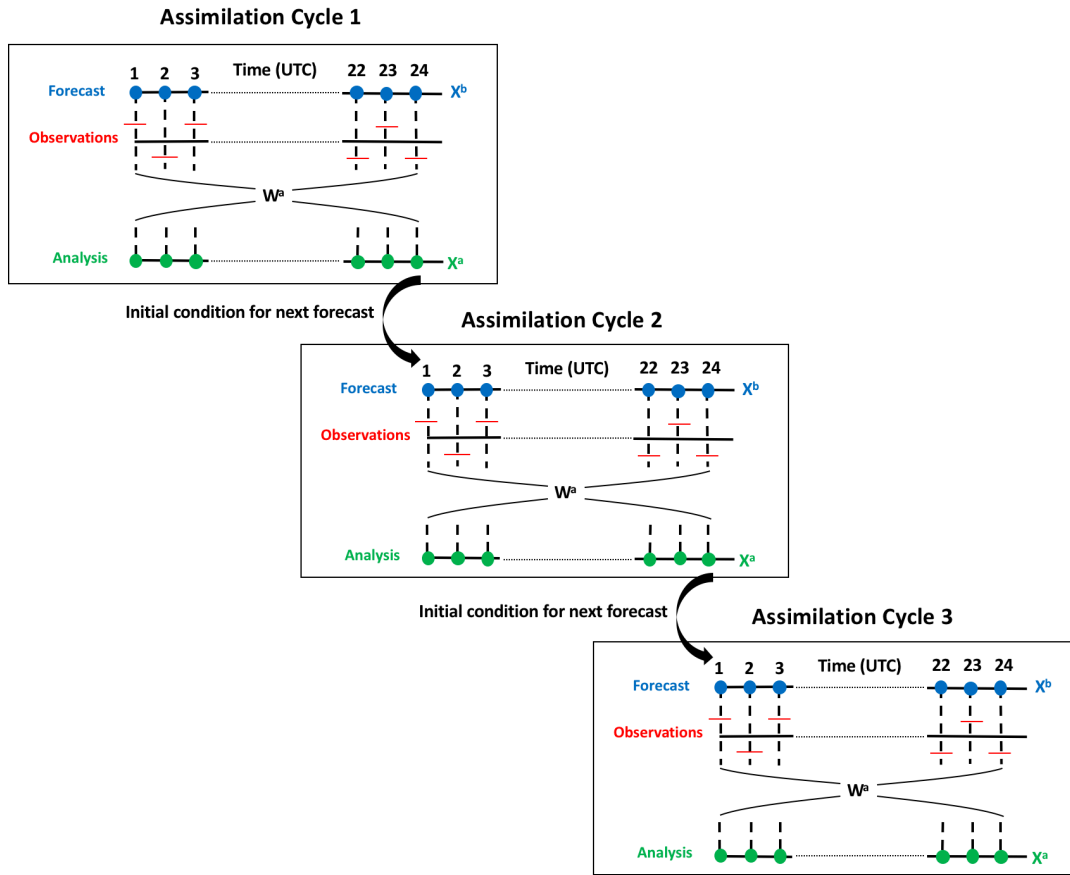 Assimilation Cycle 1
1 2 3 Time (UTC) 22 23 24
Forecast Xᵇ
Observations
Wᵃ
Analysis Xᵃ
Initial condition for next forecast
Assimilation Cycle 2
1 2 3 Time (UTC) 22 23 24
Forecast Xᵇ
Observations
Wᵃ
Analysis Xᵃ
Initial condition for next forecast
Assimilation Cycle 3
1 2 3 Time (UTC) 22 23 24
Forecast Xᵇ
Observations
Wᵃ
Analysis Xᵃ